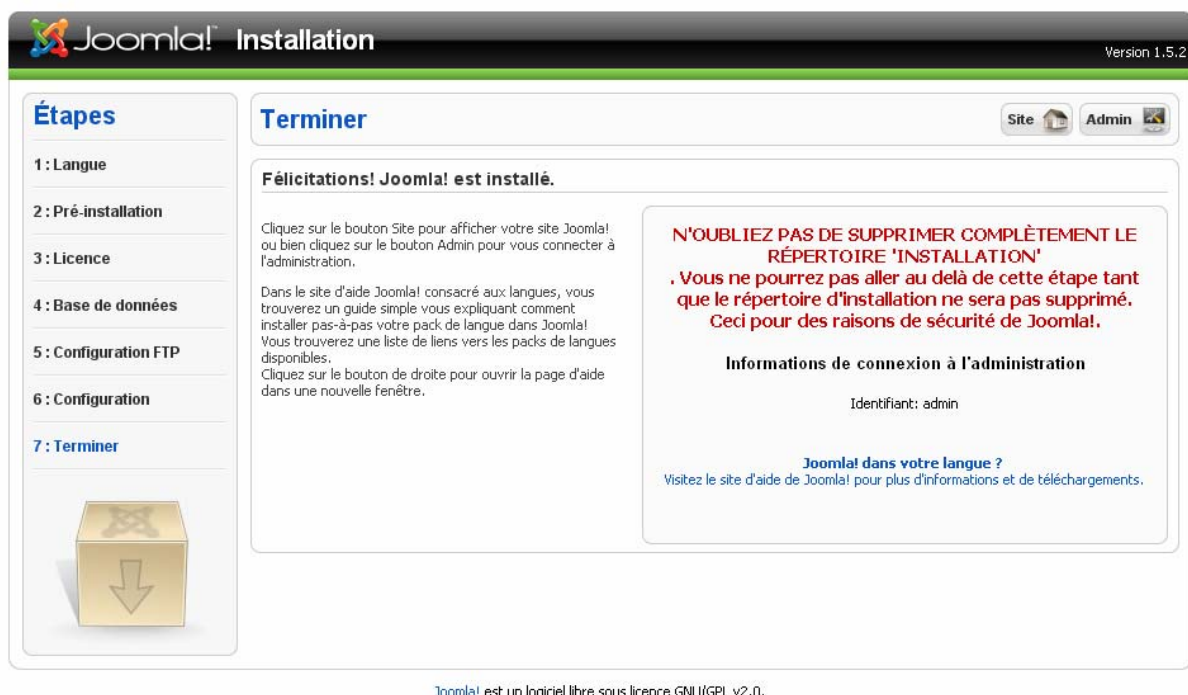 Joomla! Installation
Version 1.5.2
Étapes
1 : Langue
2 : Pré-installation
3 : Licence
4 : Base de données
5 : Configuration FTP
6 : Configuration
7 : Terminer
Terminer
Site
Admin
Félicitations! Joomla! est installé.
Cliquez sur le bouton Site pour afficher votre site Joomla!
ou bien cliquez sur le bouton Admin pour vous connecter à
l'administration.
Dans le site d'aide Joomla! consacré aux langues, vous
trouverez un guide simple vous expliquant comment
installer pas-à-pas votre pack de langue dans Joomla!
Vous trouverez une liste de liens vers les packs de langues
disponibles.
Cliquez sur le bouton de droite pour ouvrir la page d'aide
dans une nouvelle fenêtre.
N'OUBLIEZ PAS DE SUPPRIMER COMPLÈTEMENT LE
RÉPERTOIRE 'INSTALLATION'
. Vous ne pourrez pas aller au delà de cette étape tant
que le répertoire d'installation ne sera pas supprimé.
Ceci pour des raisons de sécurité de Joomla!.
Informations de connexion à l'administration
Identifiant: admin
Joomla! dans votre langue ?
Visitez le site d'aide de Joomla! pour plus d'informations et de téléchargements.
Joomla! est un logiciel libre sous licence GNU/GPL v2.0.